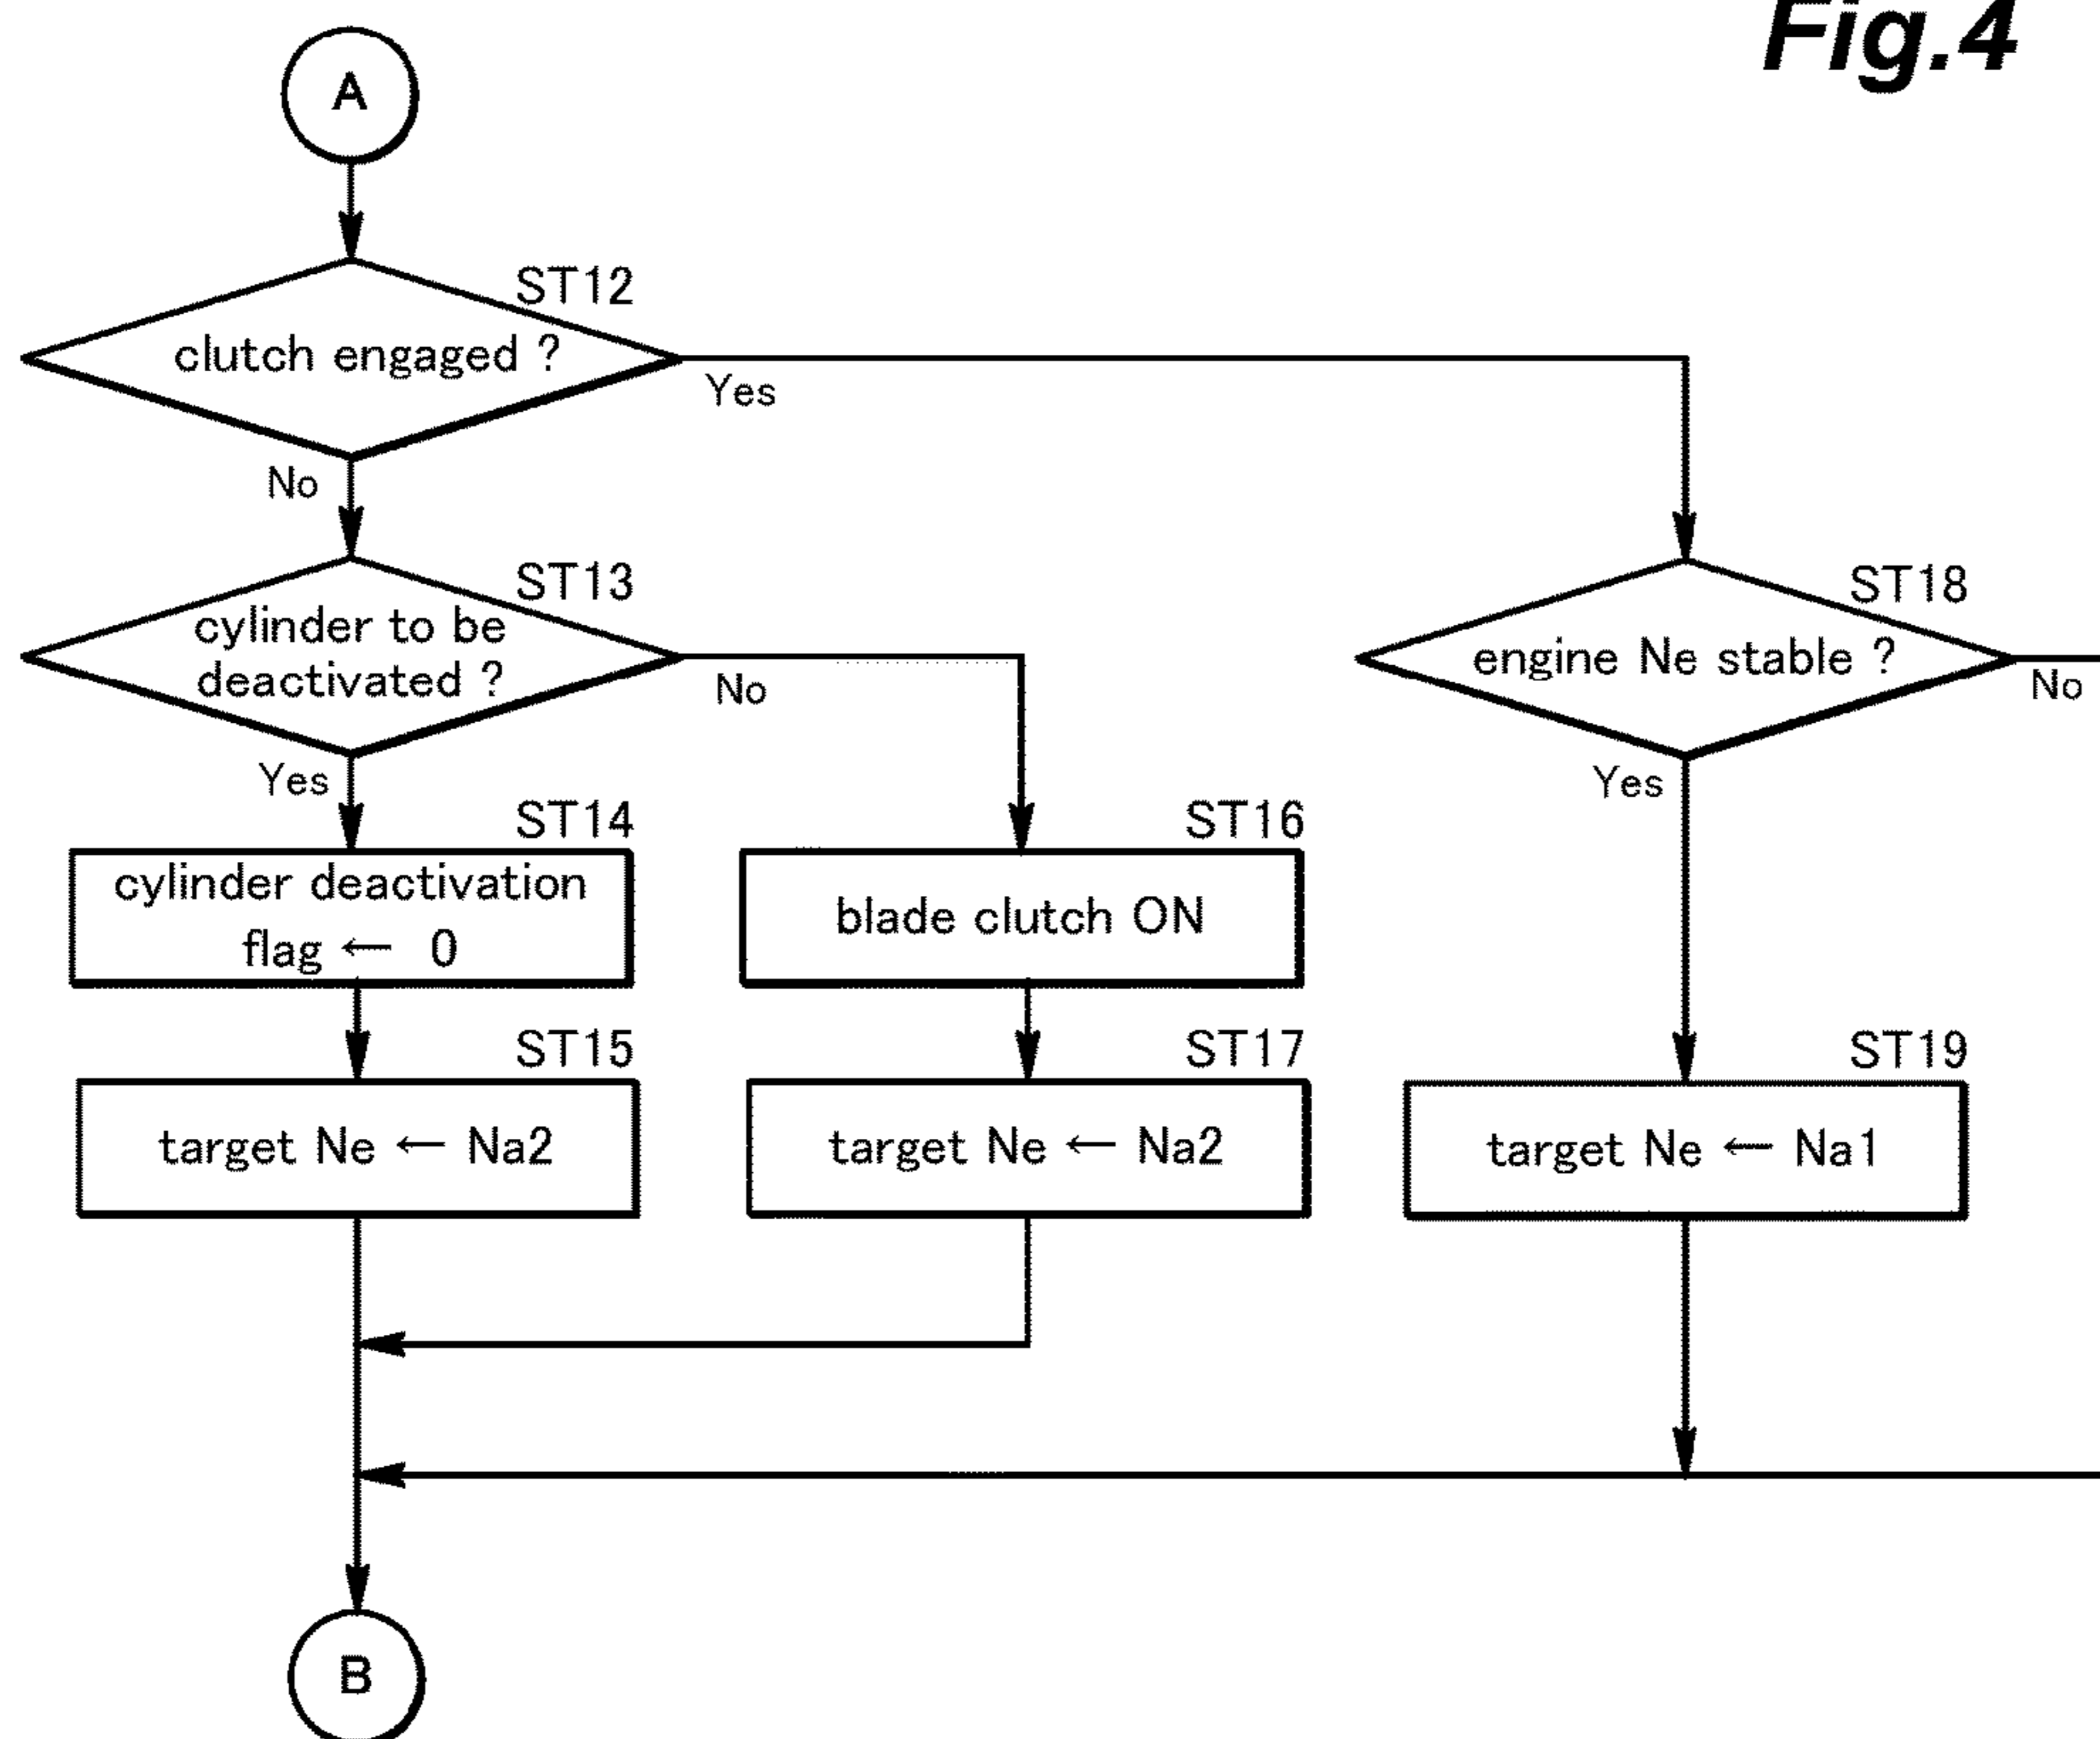 Fig.4
A
ST12
clutch engaged ?
Yes
No
ST13
cylinder to be
deactivated ?
No
Yes
ST18
engine Ne stable ?
No
Yes
ST14
cylinder deactivation
flag ← 0
ST16
blade clutch ON
ST15
target Ne ← Na2
ST17
target Ne ← Na2
ST19
target Ne ← Na1
B